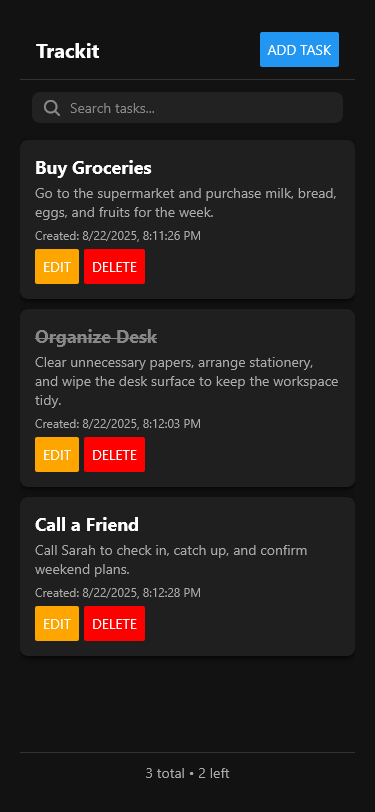 Trackit
ADD TASK
Search tasks...
Buy Groceries
Go to the supermarket and purchase milk, bread,
eggs, and fruits for the week.
Created: 8/22/2025, 8:11:26 PM
EDIT DELETE
Organize Desk
Clear unnecessary papers, arrange stationery,
and wipe the desk surface to keep the workspace
tidy.
Created: 8/22/2025, 8:12:03 PM
EDIT DELETE
Call a Friend
Call Sarah to check in, catch up, and confirm
weekend plans.
Created: 8/22/2025, 8:12:28 PM
EDIT DELETE
3 total • 2 left